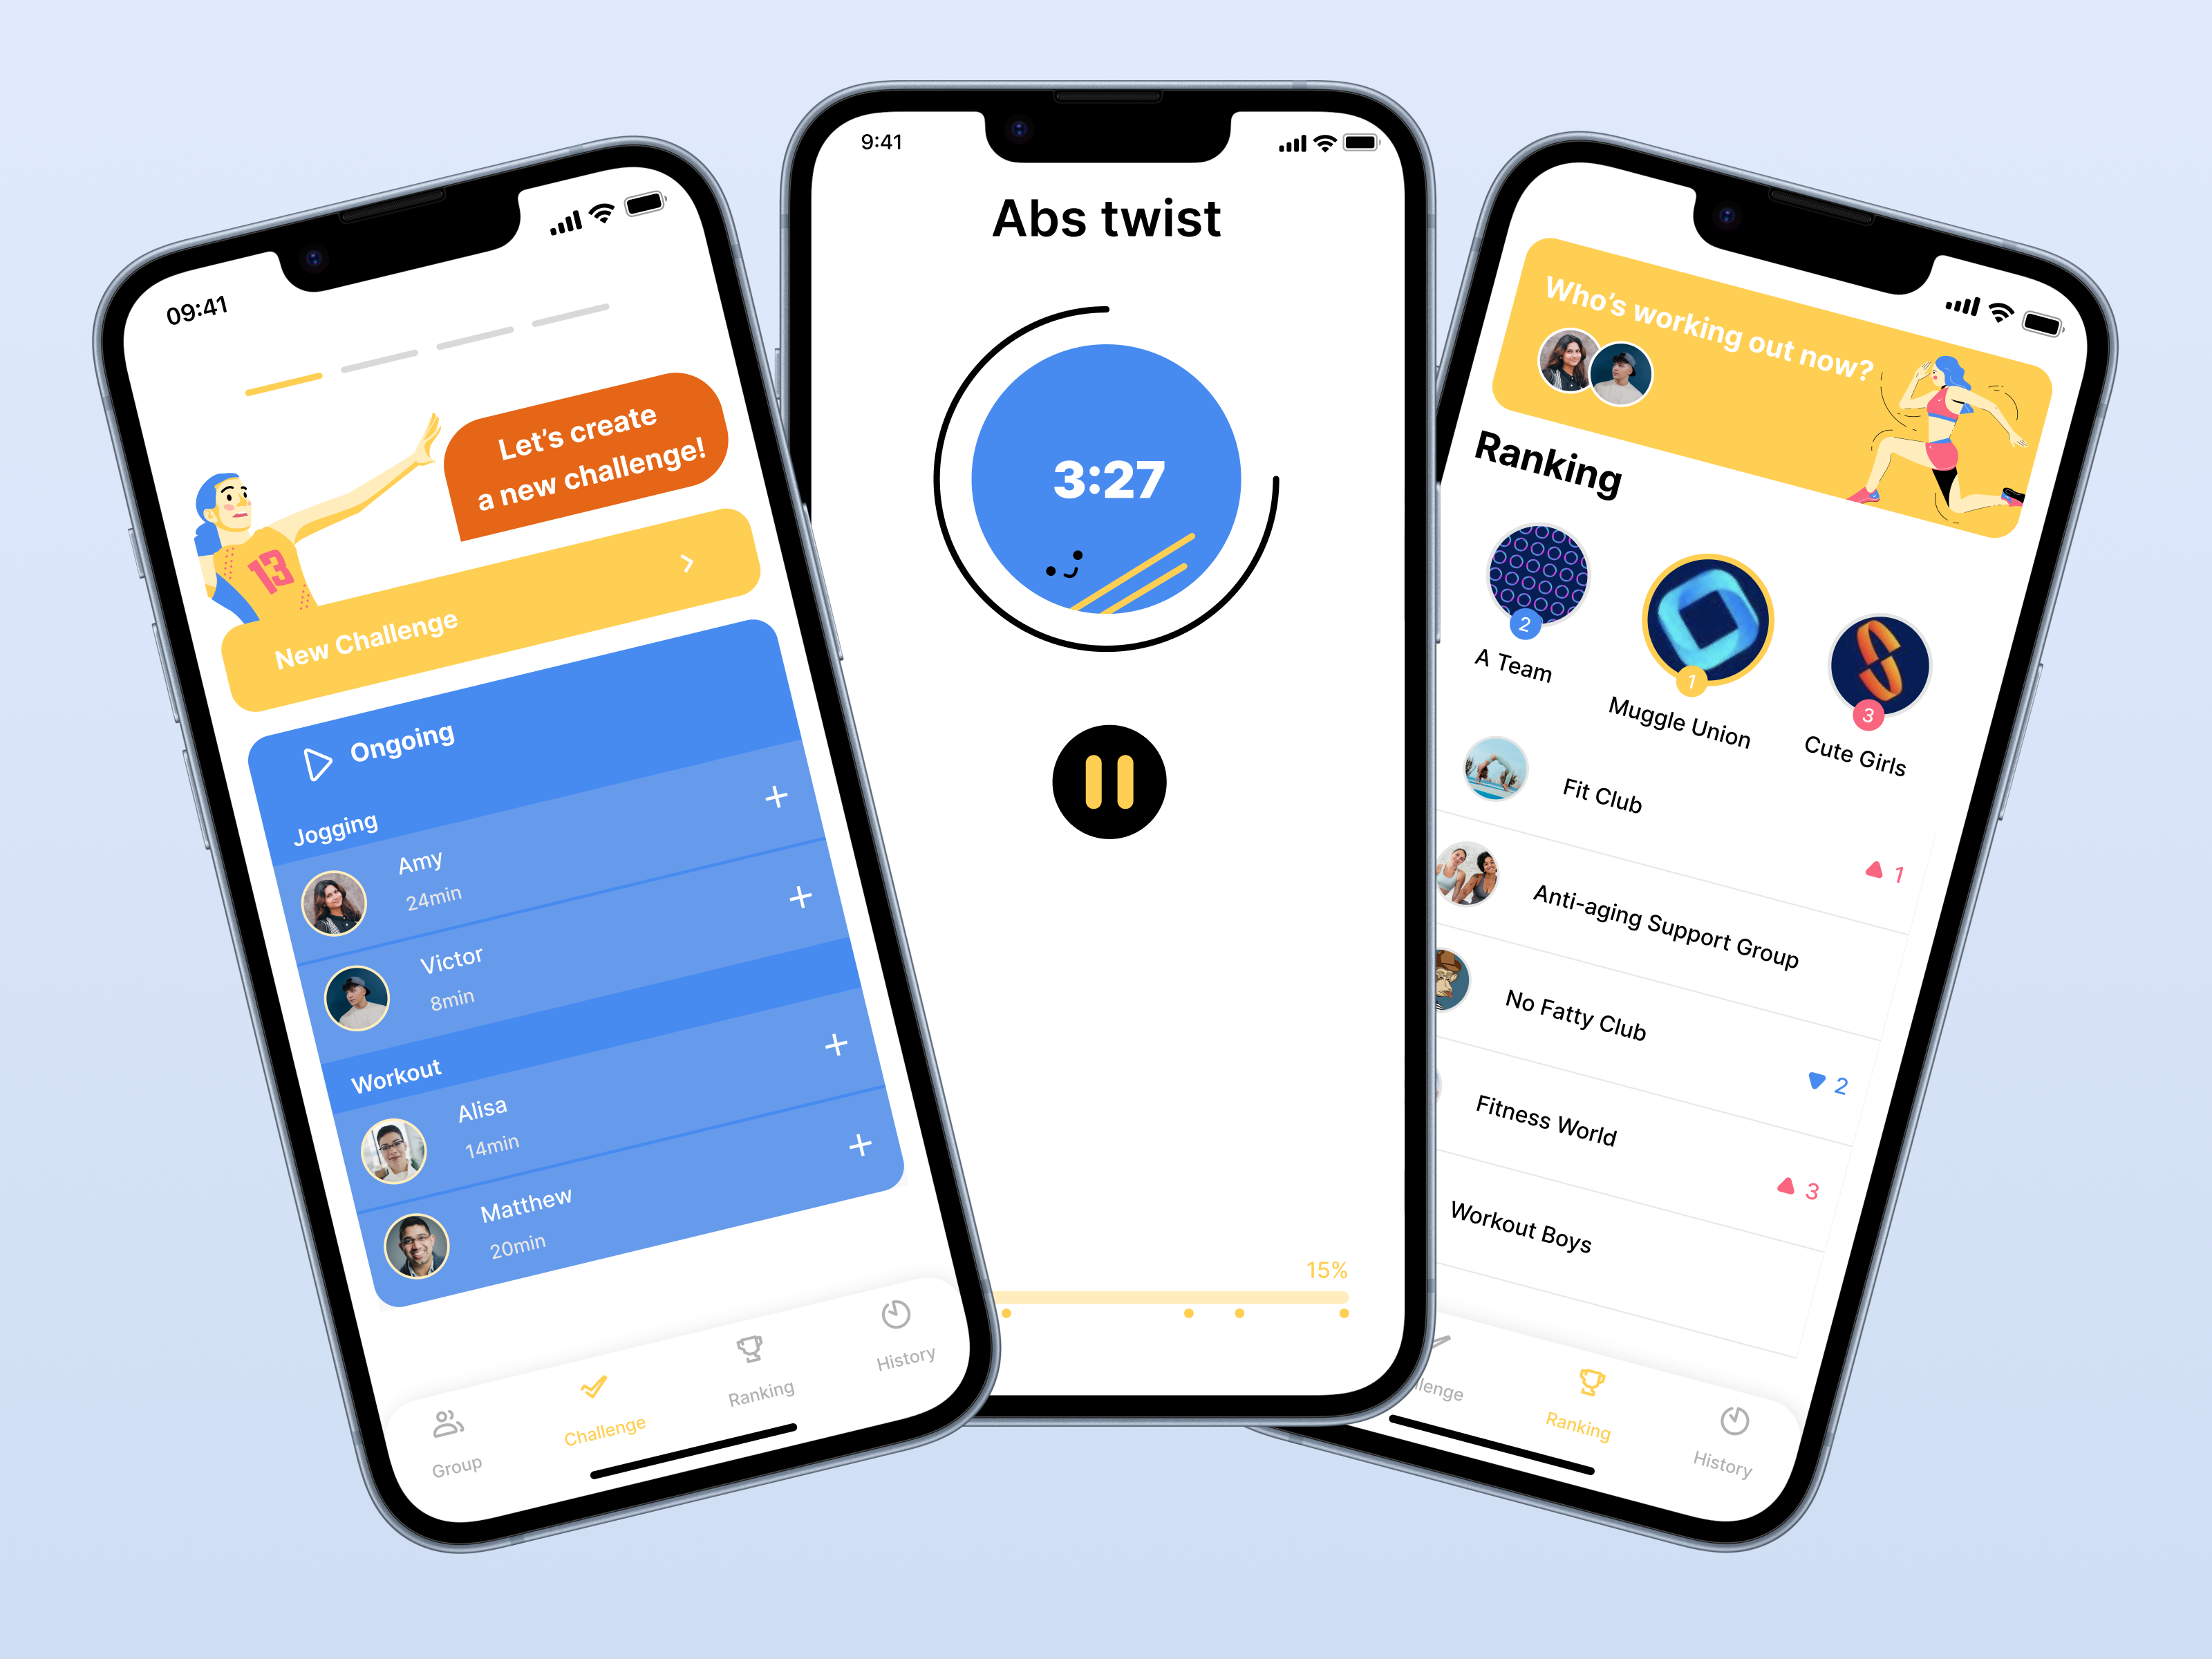 09:41
Let's create
a new challenge!
13
New Challenge
Ongoing
Jogging
Amy
24min
Victor
8min
Workout
Alisa
14min
Matthew
20min
Group
Challenge
Ranking
History
9:41
Abs twist
3:27
15%
Who's working out now?
Ranking
2
A Team
1
Muggle Union
3
Cute Girls
Fit Club
1
Anti-aging Support Group
No Fatty Club
2
Fitness World
3
Workout Boys
Ranking
History